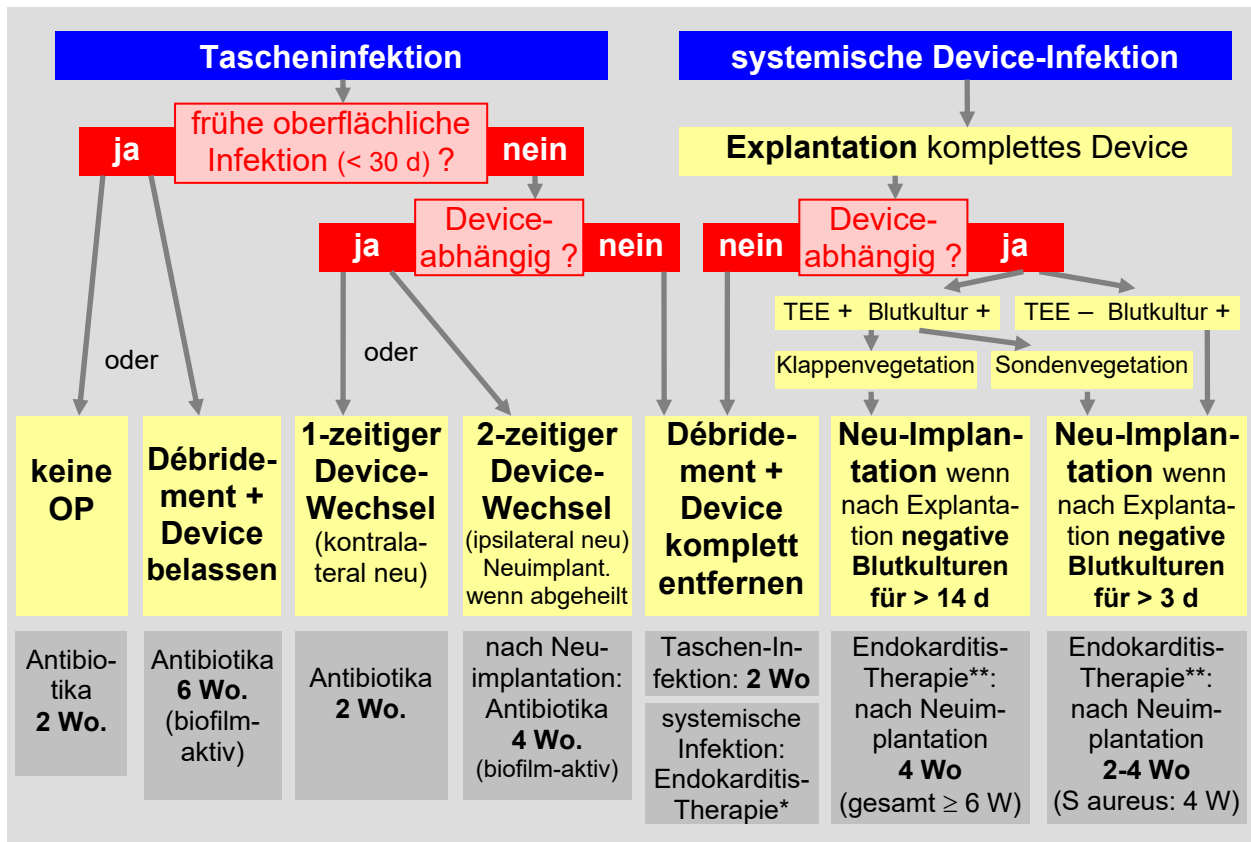 Tascheninfektion
systemische Device-Infektion
frühe oberflächliche
Infektion (< 30 d) ?
ja
nein
Explantation komplettes Device
Device-
abhängig ?
ja
nein
Device-
abhängig ?
nein
ja
TEE + Blutkultur +
TEE – Blutkultur +
oder
oder
Klappenvegetation
Sondenvegetation
keine
OP
Débride-
ment +
Device
belassen
1-zeitiger
Device-
Wechsel
(kontrala-
teral neu)
2-zeitiger
Device-
Wechsel
(ipsilateral neu)
Neuimplant.
wenn abgeheilt
Débride-
ment +
Device
komplett
entfernen
Neu-Implan-
tation wenn
nach Explanta-
tion negative
Blutkulturen
für > 14 d
Neu-Implan-
tation wenn
nach Explanta-
tion negative
Blutkulturen
für > 3 d
Antibio-
tika
2 Wo.
Antibiotika
6 Wo.
(biofilm-
aktiv)
Antibiotika
2 Wo.
nach Neu-
implantation:
Antibiotika
4 Wo.
(biofilm-aktiv)
Taschen-In-
fektion: 2 Wo
systemische
Infektion:
Endokarditis-
Therapie*
Endokarditis-
Therapie**:
nach Neuim-
plantation
4 Wo
(gesamt ≥ 6 W)
Endokarditis-
Therapie**:
nach Neuim-
plantation
2-4 Wo
(S aureus: 4 W)